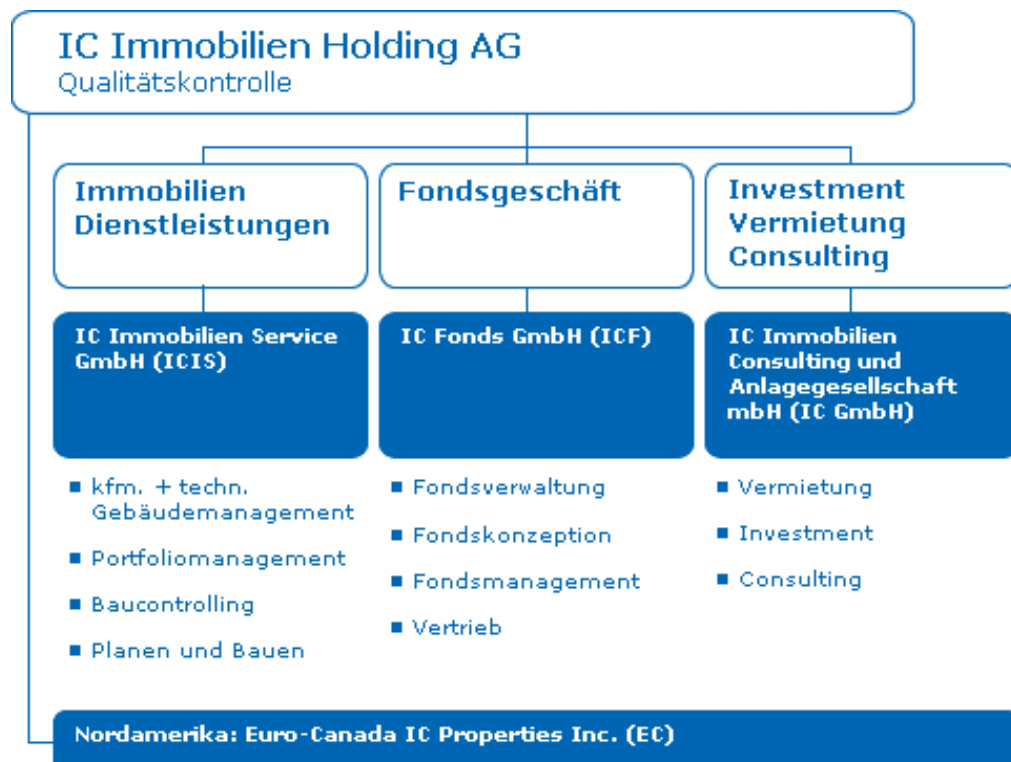 IC Immobilien Holding AG
Qualitätskontrolle
Immobilien
Dienstleistungen
IC Immobilien Service
GmbH (ICIS)
kfm. + techn.
Gebäudemanagement
Portfoliomanagement
Baucontrolling
Planen und Bauen
Fondsgeschäft
IC Fonds GmbH (ICF)
Fondsverwaltung
Fondskonzeption
Fondsmanagement
Vertrieb
Investment
Vermietung
Consulting
IC Immobilien
Consulting und
Anlagegesellschaft
mbH (IC GmbH)
Vermietung
Investment
Consulting
Nordamerika: Euro-Canada IC Properties Inc. (EC)